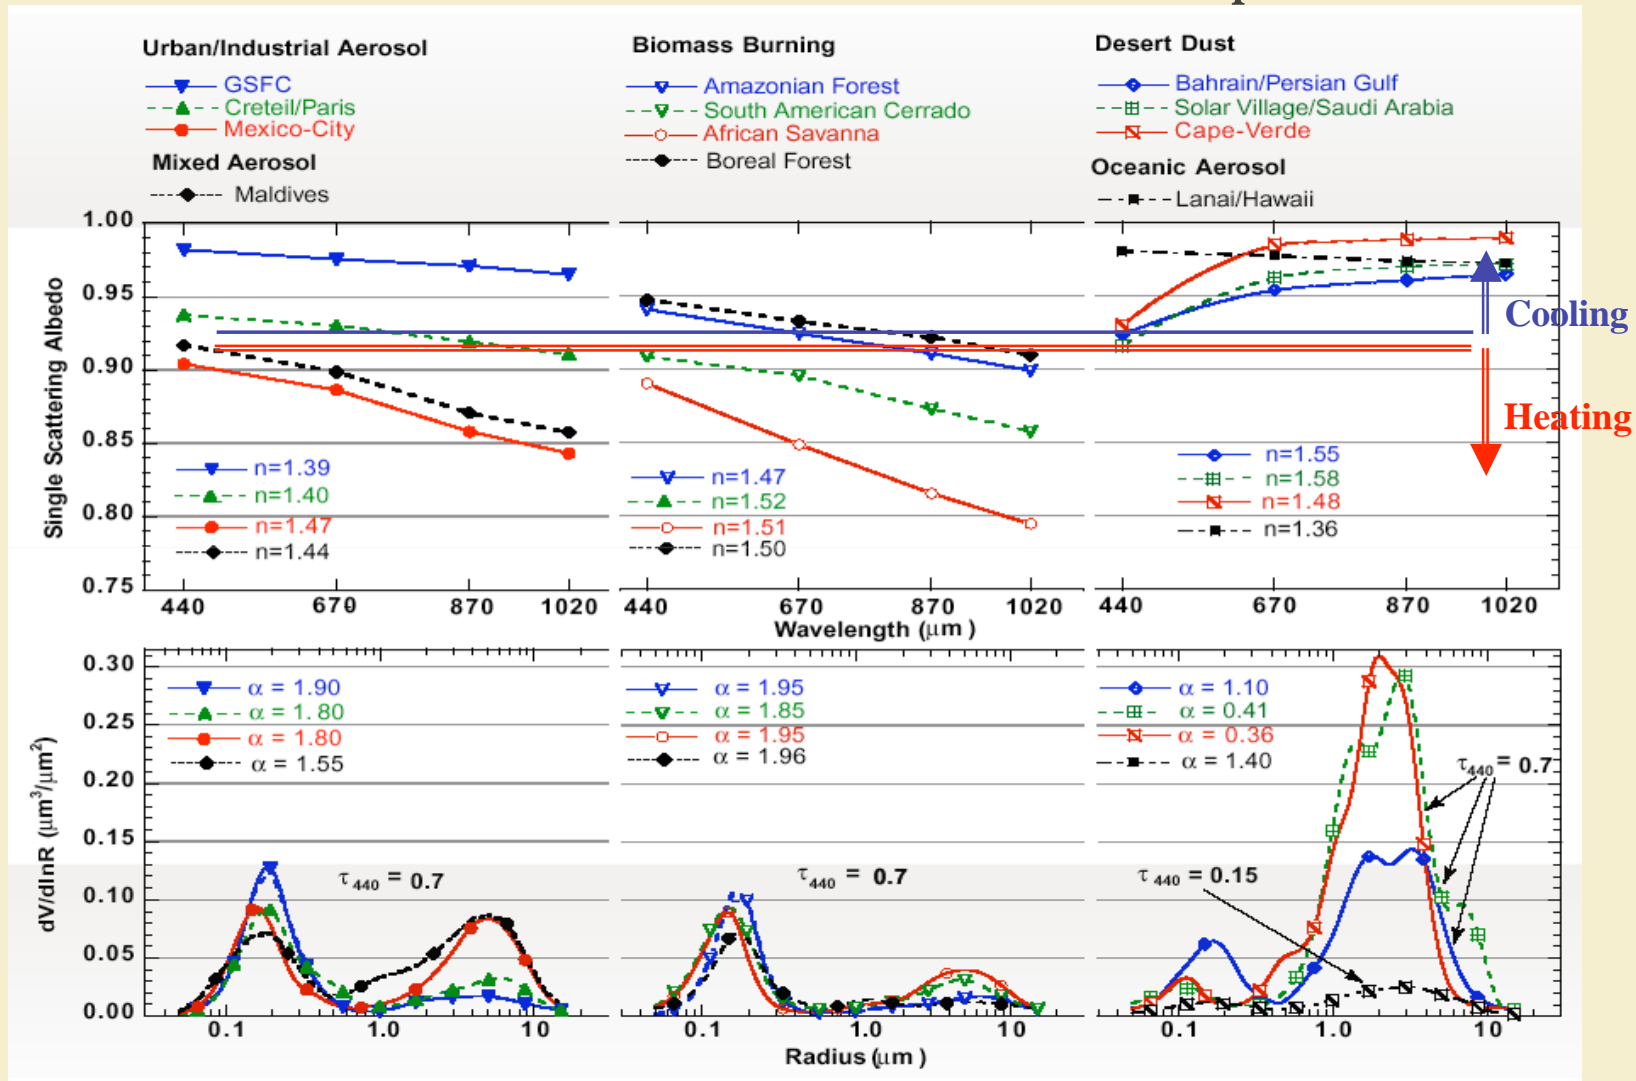 Urban/Industrial Aerosol
GSFC
Creteil/Paris
Mexico-City
Mixed Aerosol
Maldives
Biomass Burning
Amazonian Forest
South American Cerrado
African Savanna
Boreal Forest
Desert Dust
Bahrain/Persian Gulf
Solar Village/Saudi Arabia
Cape-Verde
Oceanic Aerosol
Lanai/Hawaii
Single Scattering Albedo
1.00
0.95
0.90
0.85
0.80
0.75
n=1.39
n=1.40
n=1.47
n=1.44
440 670 870 1020
n=1.47
n=1.52
n=1.51
n=1.50
440 670 870 1020
n=1.55
n=1.58
n=1.48
n=1.36
440 670 870 1020
Cooling
Heating
Wavelength (μm )
dV/dlnR (μm³/μm²)
0.30
0.25
0.20
0.15
0.10
0.05
0.00
α = 1.90
α = 1. 80
α = 1.80
α = 1.55
τ440 = 0.7
0.1 1.0 10
α = 1.95
α = 1.85
α = 1.95
α = 1.96
τ440 = 0.7
0.1 1.0 10
α = 1.10
α = 0.41
α = 0.36
α = 1.40
τ440 = 0.7
τ440 = 0.15
0.1 1.0 10
Radius (μm )